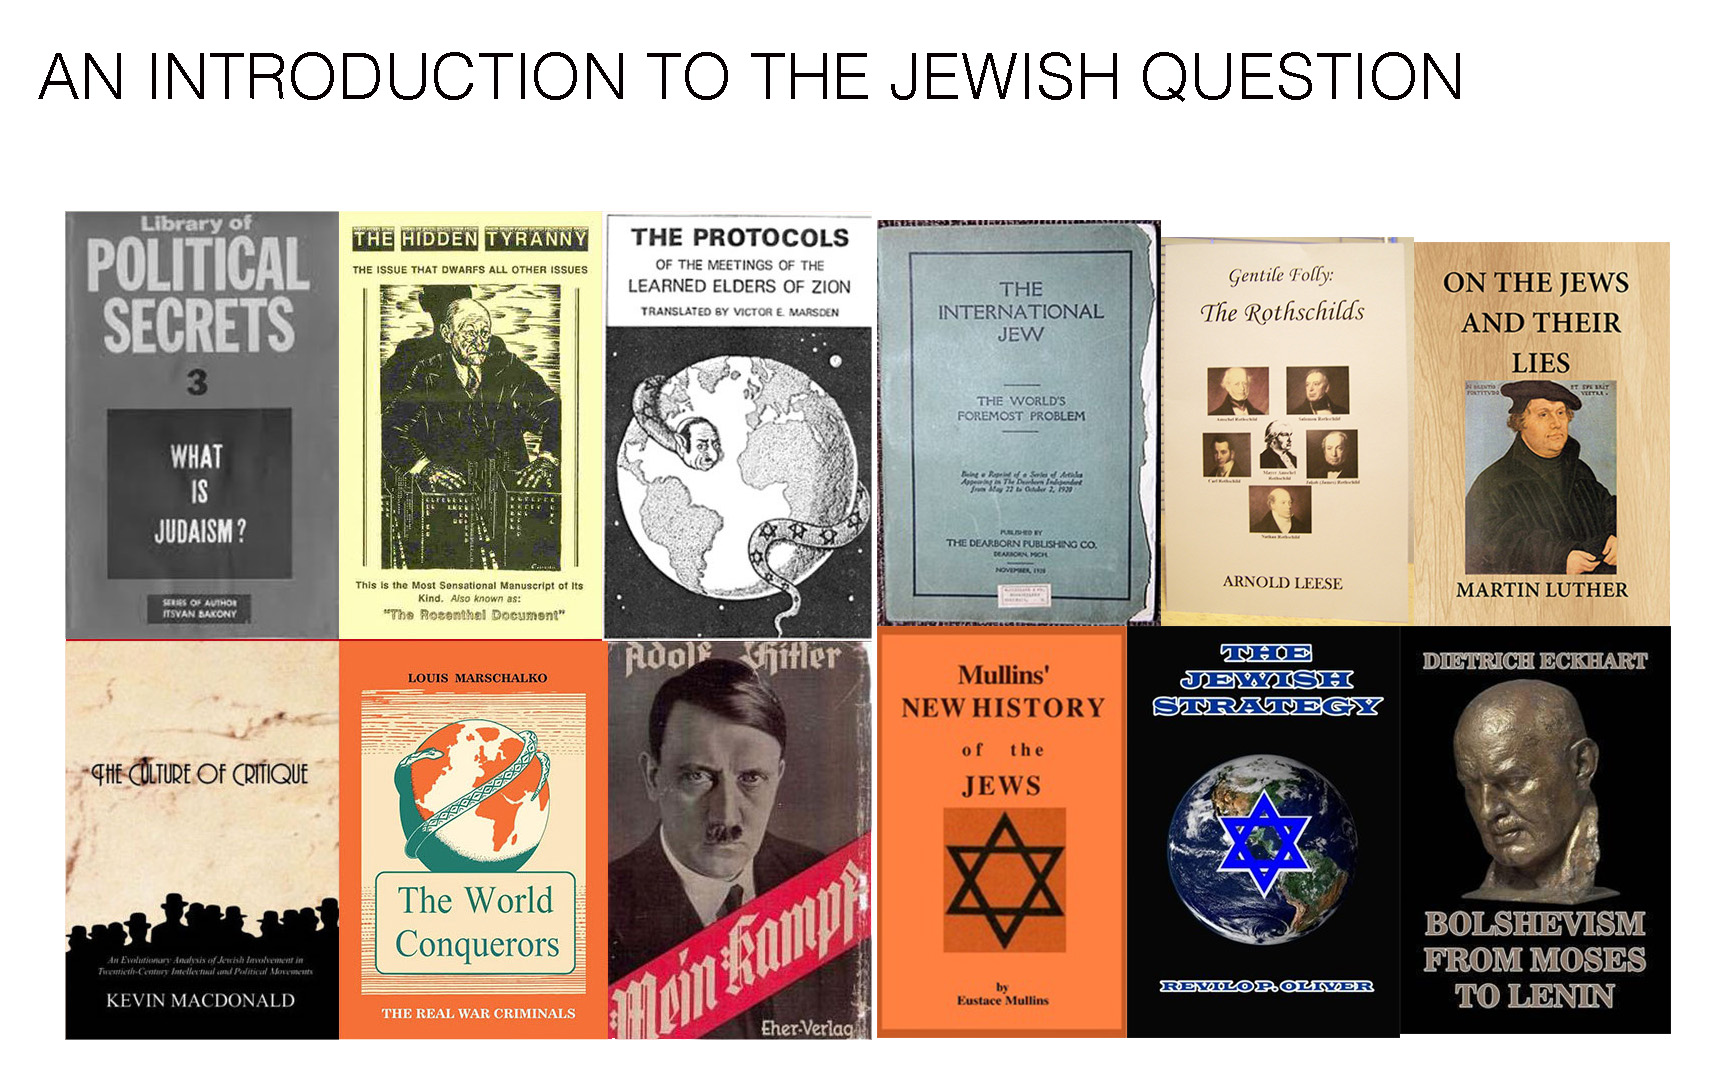 AN INTRODUCTION TO THE JEWISH QUESTION
Library of
POLITICAL
SECRETS
3
WHAT
IS
JUDAISM?
SERIES OF AUTHOR
ITSVAN BAKONY
THE HIDDEN TYRANNY
THE ISSUE THAT DWARFS ALL OTHER ISSUES
This is the Most Sensational Manuscript of Its
Kind. Also known as:
"The Rosenthal Document"
THE PROTOCOLS
OF THE MEETINGS OF THE
LEARNED ELDERS OF ZION
TRANSLATED BY VICTOR E. MARSDEN
THE
INTERNATIONAL
JEW
THE WORLD'S
FOREMOST PROBLEM
Being a Reprint of a Series of Articles
Appearing in The Dearborn Independent
from May 22 to October 2, 1920
PUBLISHED BY
THE DEARBORN PUBLISHING CO.
DEARBORN, MICH.
NOVEMBER, 1920
Gentile Folly:
The Rothschilds
ARNOLD LEESE
ON THE JEWS
AND THEIR
LIES
MARTIN LUTHER
THE CULTURE OF CRITIQUE
An Evolutionary Analysis of Jewish Involvement in
Twentieth-Century Intellectual and Political Movements
KEVIN MACDONALD
LOUIS MARSCHALKO
The World
Conquerors
THE REAL WAR CRIMINALS
Adolf Hitler
Mein Kampf
Eher-Verlag
Mullins'
NEW HISTORY
of the
JEWS
by
Eustace Mullins
THE
JEWISH
STRATEGY
REVILO P. OLIVER
DIETRICH ECKHART
BOLSHEVISM
FROM MOSES
TO LENIN